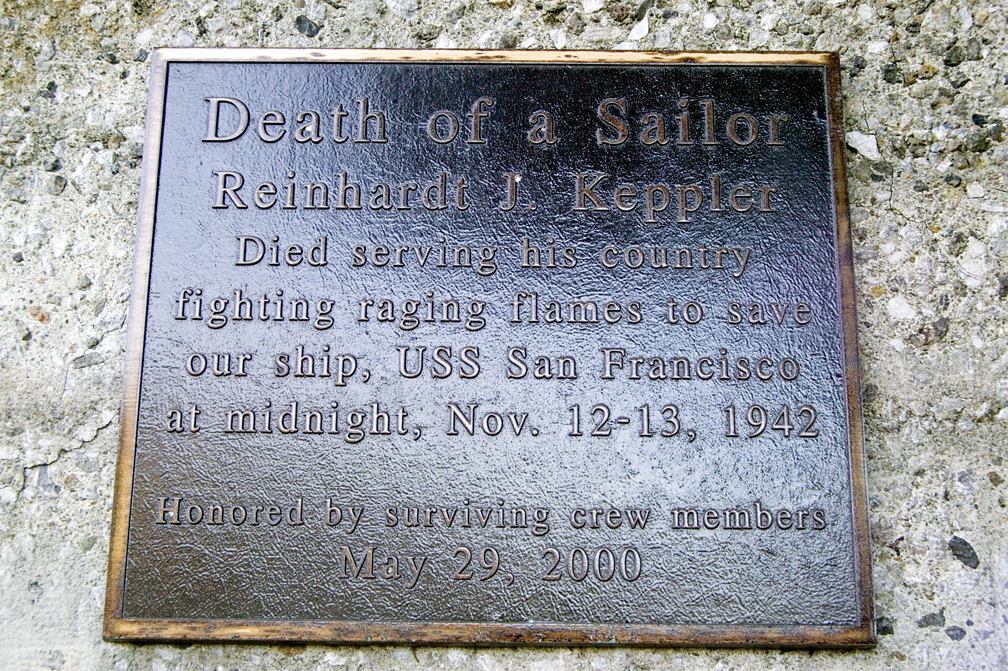 Death of a Sailor
Reinhardt J. Keppler
Died serving his country
fighting raging flames to save
our ship, USS San Francisco
at midnight, Nov. 12-13, 1942
Honored by surviving crew members
May 29, 2000